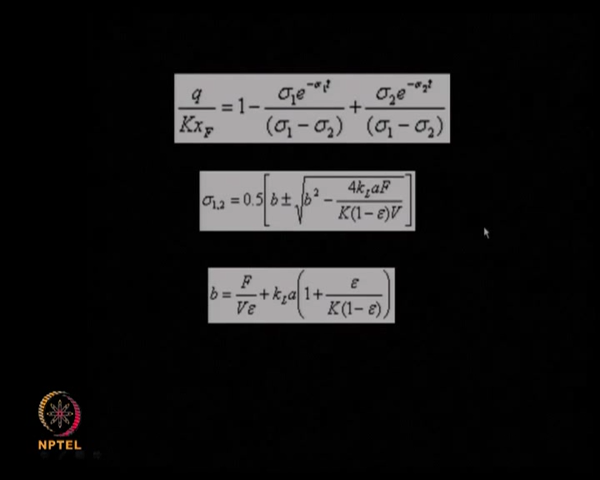 q/(Kx_F) = 1 − σ₁e^(−σ₁t)/(σ₁ − σ₂) + σ₂e^(−σ₂t)/(σ₁ − σ₂)
σ₁,₂ = 0.5[b ± √(b² − 4k_l aF/(K(1 − ε)V))]
b = F/(Vε) + k_l a(1 + ε/(K(1 − ε)))
NPTEL